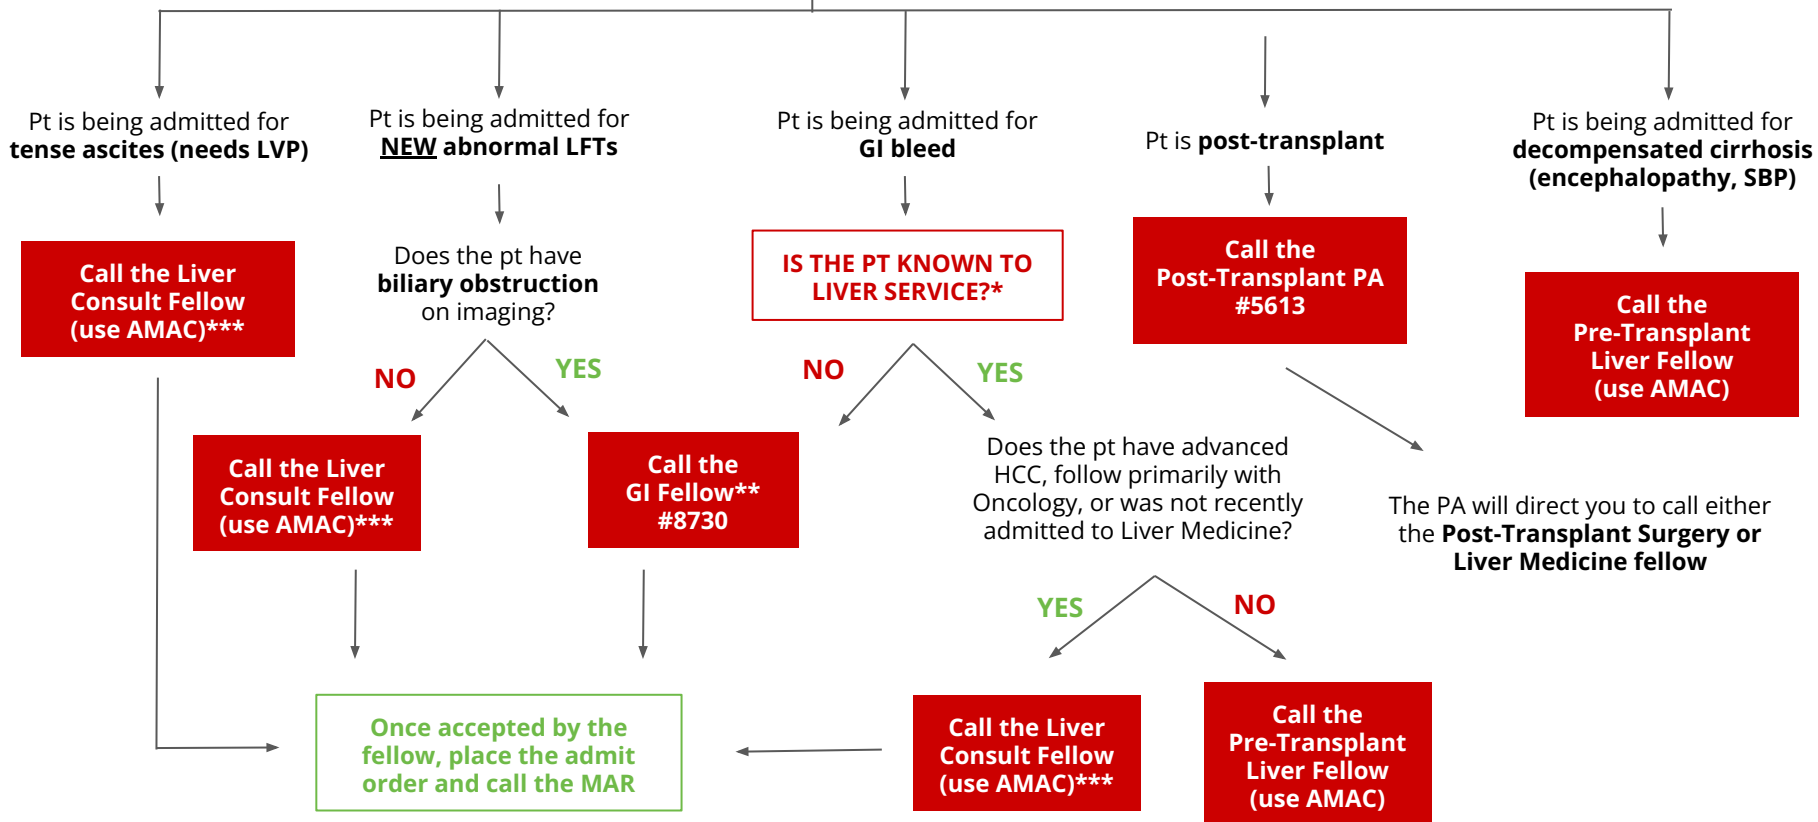 Pt is being admitted for
tense ascites (needs LVP)
Pt is being admitted for
NEW abnormal LFTs
Pt is being admitted for
GI bleed
Pt is post-transplant
Pt is being admitted for
decompensated cirrhosis
(encephalopathy, SBP)
Call the Liver
Consult Fellow
(use AMAC)***
Does the pt have
biliary obstruction
on imaging?
IS THE PT KNOWN TO
LIVER SERVICE?*
Call the
Post-Transplant PA
#5613
Call the
Pre-Transplant
Liver Fellow
(use AMAC)
NO
YES
NO
YES
Call the Liver
Consult Fellow
(use AMAC)***
Call the
GI Fellow**
#8730
Does the pt have advanced
HCC, follow primarily with
Oncology, or was not recently
admitted to Liver Medicine?
The PA will direct you to call either
the Post-Transplant Surgery or
Liver Medicine fellow
YES
NO
Once accepted by the
fellow, place the admit
order and call the MAR
Call the Liver
Consult Fellow
(use AMAC)***
Call the
Pre-Transplant
Liver Fellow
(use AMAC)